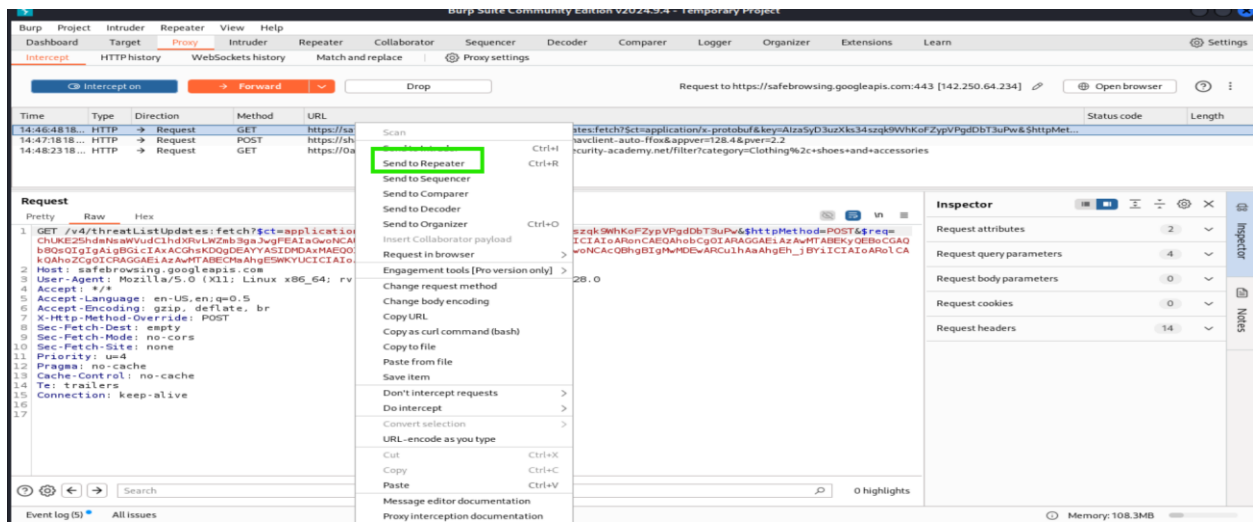 Burp Suite Community Edition v2024.9.4 - Temporary Project
Burp Project Intruder Repeater View Help
Dashboard Target Proxy Intruder Repeater Collaborator Sequencer Decoder Comparer Logger Organizer Extensions Learn Settings
Intercept HTTP history WebSockets history Match and replace Proxy settings
Intercept on Forward Drop Request to https://safebrowsing.googleapis.com:443 [142.250.64.234] Open browser
Time Type Direction Method URL Status code Length
14:46:48 18... HTTP → Request GET https://sa
14:47:18 18... HTTP → Request POST https://sh navclient-auto-ffox&appver=128.4&pver=2.2
14:48:23 18... HTTP → Request GET https://0a ecurity-academy.net/filter?category=Clothing%2c+shoes+and+accessories
Scan
Ctrl+I
Send to Repeater Ctrl+R
Send to Sequencer
Send to Comparer
Send to Decoder
Send to Organizer Ctrl+O
Insert Collaborator payload
Request in browser >
Engagement tools [Pro version only] >
Change request method
Change body encoding
Copy URL
Copy as curl command (bash)
Copy to file
Paste from file
Save item
Don't intercept requests >
Do intercept >
Convert selection >
URL-encode as you type
Cut Ctrl+X
Copy Ctrl+C
Paste Ctrl+V
Message editor documentation
Proxy interception documentation
Request
Pretty Raw Hex
1 GET /v4/threatListUpdates:fetch?$ct=application &$httpMethod=POST&$req=
2 Host: safebrowsing.googleapis.com
3 User-Agent: Mozilla/5.0 (X11; Linux x86_64; rv 28.0
4 Accept: */*
5 Accept-Language: en-US,en;q=0.5
6 Accept-Encoding: gzip, deflate, br
7 X-Http-Method-Override: POST
8 Sec-Fetch-Dest: empty
9 Sec-Fetch-Mode: no-cors
10 Sec-Fetch-Site: none
11 Priority: u=4
12 Pragma: no-cache
13 Cache-Control: no-cache
14 Te: trailers
15 Connection: keep-alive
16
17
Inspector
Request attributes 2
Request query parameters 4
Request body parameters 0
Request cookies 0
Request headers 14
Inspector
Notes
Search 0 highlights
Event log (5) All issues Memory: 108.3MB